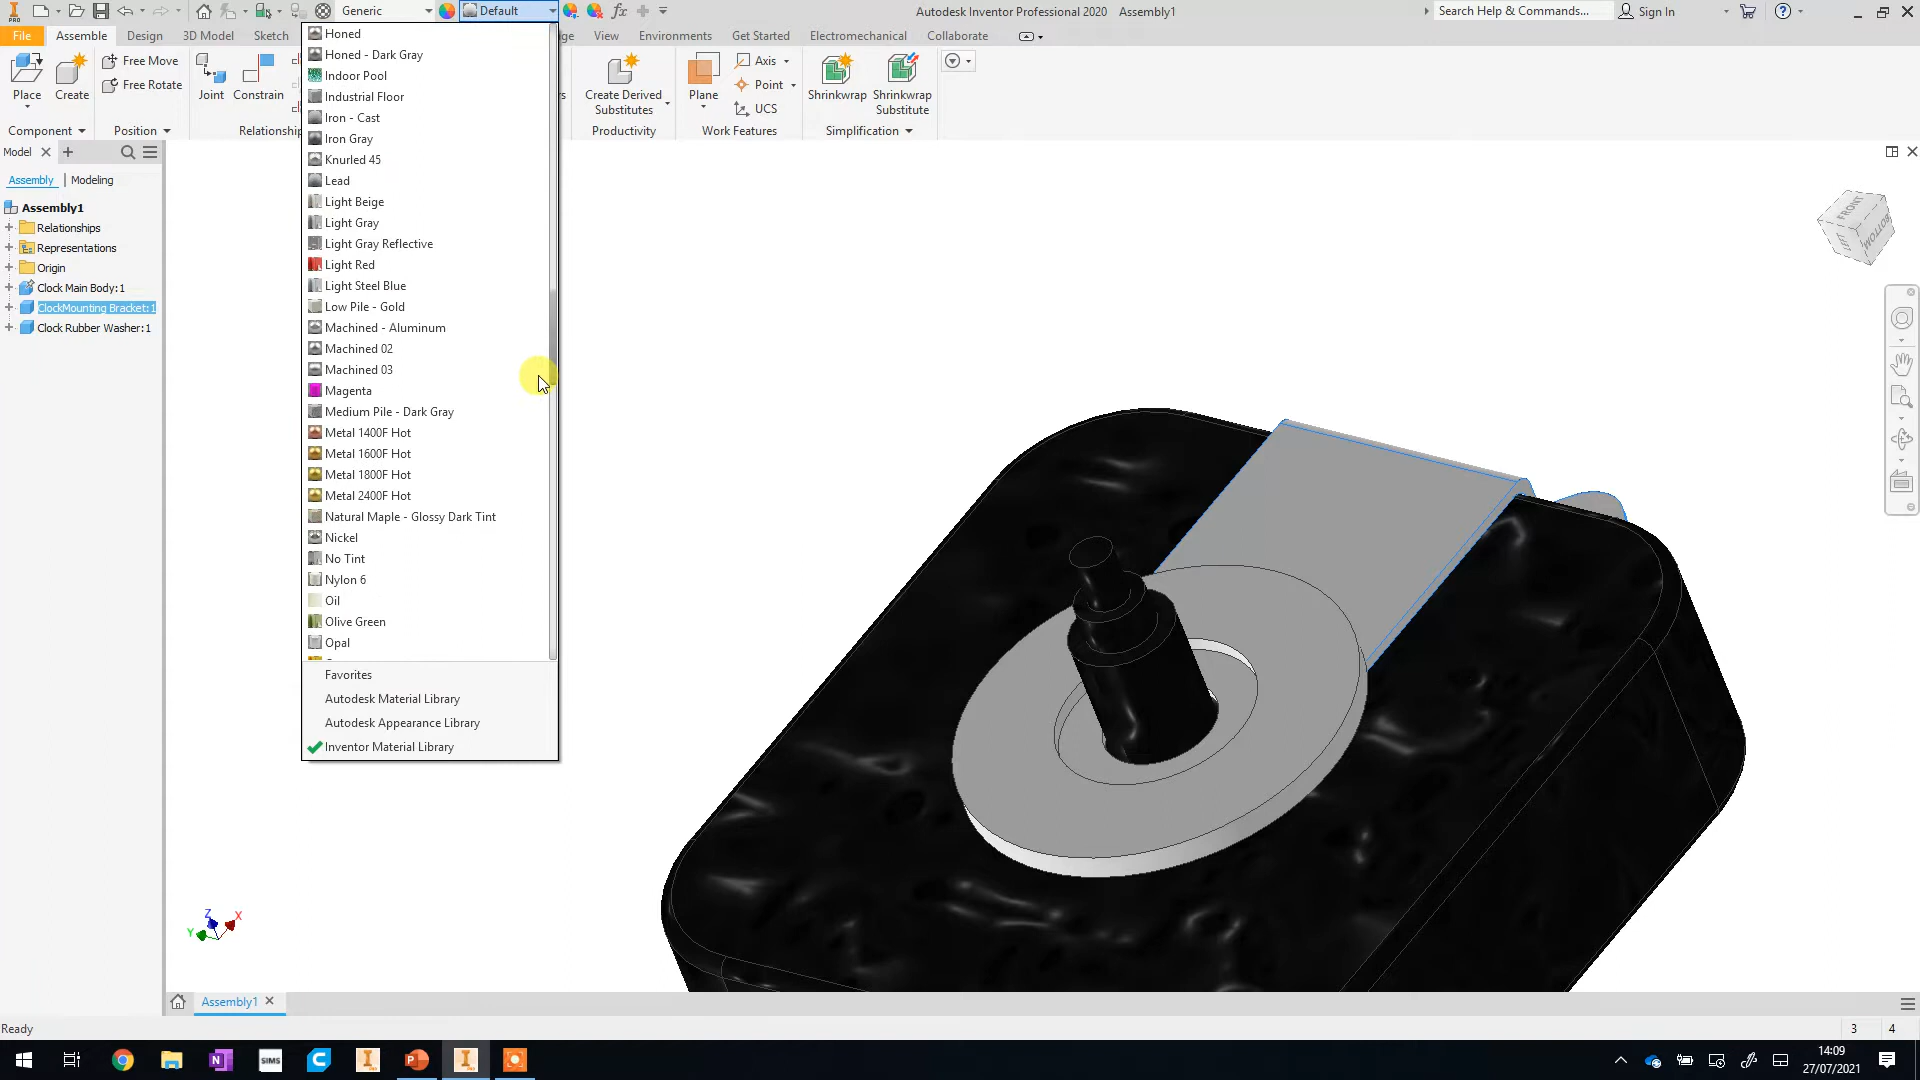 PRO
Generic
Default
fx
Autodesk Inventor Professional 2020 Assembly1
Search Help & Commands...
Sign In
File
Assemble
Design
3D Model
Sketch
View
Environments
Get Started
Electromechanical
Collaborate
Place
Create
Free Move
Free Rotate
Joint
Constrain
Create Derived
Substitutes
Plane
Axis
Point
UCS
Shrinkwrap
Shrinkwrap
Substitute
Component
Position
Productivity
Work Features
Simplification
Model
Assembly
Modeling
Assembly1
Relationships
Representations
Origin
Clock Main Body:1
ClockMounting Bracket:1
Clock Rubber Washer:1
Honed
Honed - Dark Gray
Indoor Pool
Industrial Floor
Iron - Cast
Iron Gray
Knurled 45
Lead
Light Beige
Light Gray
Light Gray Reflective
Light Red
Light Steel Blue
Low Pile - Gold
Machined - Aluminum
Machined 02
Machined 03
Magenta
Medium Pile - Dark Gray
Metal 1400F Hot
Metal 1600F Hot
Metal 1800F Hot
Metal 2400F Hot
Natural Maple - Glossy Dark Tint
Nickel
No Tint
Nylon 6
Oil
Olive Green
Opal
Favorites
Autodesk Material Library
Autodesk Appearance Library
Inventor Material Library
FRONT
BOTTOM
Z
X
Y
Assembly1
Ready
3
4
SIMS
14:09
27/07/2021